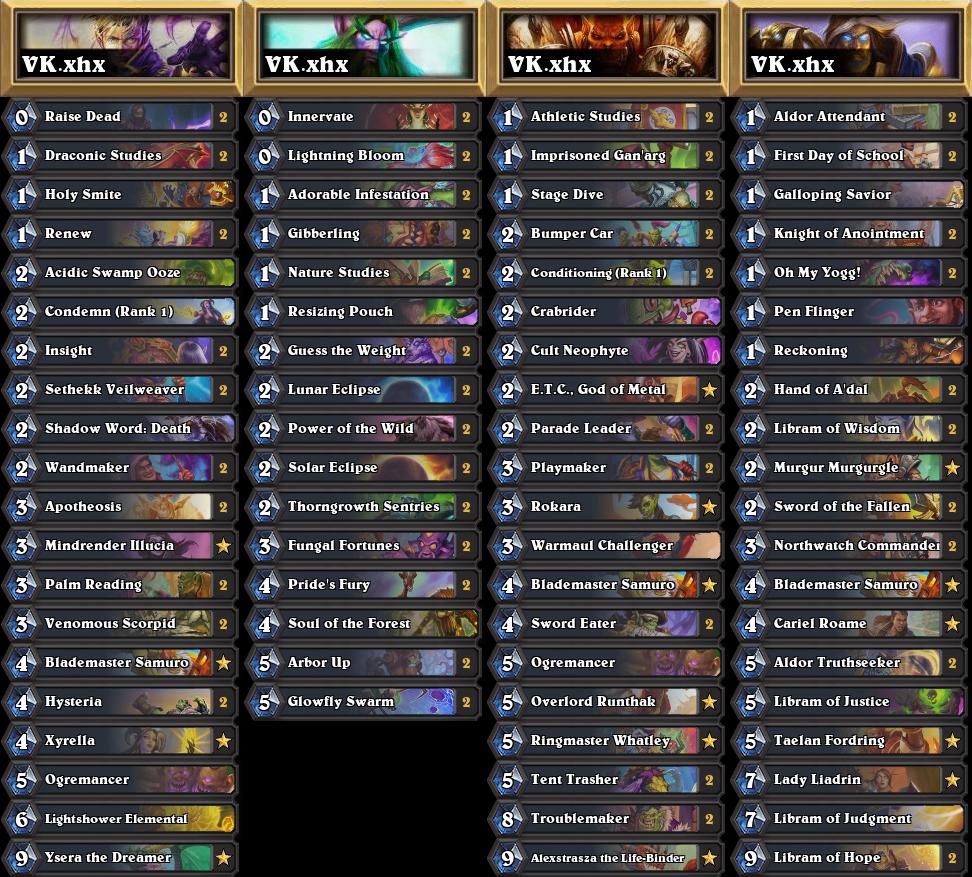 VK.xhx
0 Raise Dead 2
1 Draconic Studies 2
1 Holy Smite 2
1 Renew 2
2 Acidic Swamp Ooze
2 Condemn (Rank 1)
2 Insight 2
2 Sethekk Veilweaver 2
2 Shadow Word: Death
2 Wandmaker 2
3 Apotheosis 2
3 Mindrender Illucia
3 Palm Reading 2
3 Venomous Scorpid 2
4 Blademaster Samuro
4 Hysteria 2
4 Xyrella
5 Ogremancer
6 Lightshower Elemental
9 Ysera the Dreamer
VK.xhx
0 Innervate 2
0 Lightning Bloom 2
1 Adorable Infestation 2
1 Gibberling 2
1 Nature Studies 2
1 Resizing Pouch
2 Guess the Weight 2
2 Lunar Eclipse 2
2 Power of the Wild 2
2 Solar Eclipse 2
2 Thorngrowth Sentries 2
3 Fungal Fortunes 2
4 Pride's Fury 2
4 Soul of the Forest
5 Arbor Up 2
5 Glowfly Swarm 2
VK.xhx
1 Athletic Studies 2
1 Imprisoned Gan'arg 2
1 Stage Dive 2
2 Bumper Car 2
2 Conditioning (Rank 1) 2
2 Crabrider
2 Cult Neophyte
2 E.T.C., God of Metal
2 Parade Leader 2
3 Playmaker 2
3 Rokara
3 Warmaul Challenger
4 Blademaster Samuro
4 Sword Eater 2
5 Ogremancer
5 Overlord Runthak
5 Ringmaster Whatley
5 Tent Trasher 2
8 Troublemaker 2
9 Alexstrasza the Life-Binder
VK.xhx
1 Aldor Attendant 2
1 First Day of School 2
1 Galloping Savior
1 Knight of Anointment 2
1 Oh My Yogg! 2
1 Pen Flinger
1 Reckoning
2 Hand of A'dal 2
2 Libram of Wisdom 2
2 Murgur Murgurgle
2 Sword of the Fallen 2
3 Northwatch Commander 2
4 Blademaster Samuro
4 Cariel Roame
5 Aldor Truthseeker 2
5 Libram of Justice
5 Taelan Fordring
7 Lady Liadrin
7 Libram of Judgment
9 Libram of Hope 2